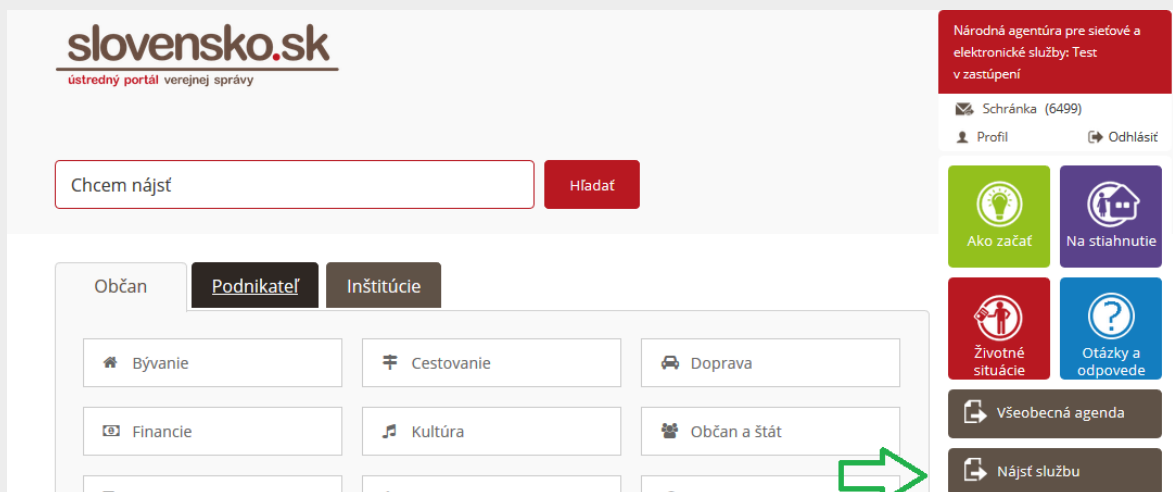 slovensko.sk
ústredný portál verejnej správy
Národná agentúra pre sieťové a
elektronické služby: Test
v zastúpení
Schránka (6499)
Profil
Odhlásiť
Chcem nájsť
Hľadať
Ako začať
Na stiahnutie
Občan
Podnikateľ
Inštitúcie
Životné
situácie
Otázky a
odpovede
Bývanie
Cestovanie
Doprava
Všeobecná agenda
Financie
Kultúra
Občan a štát
Nájsť službu